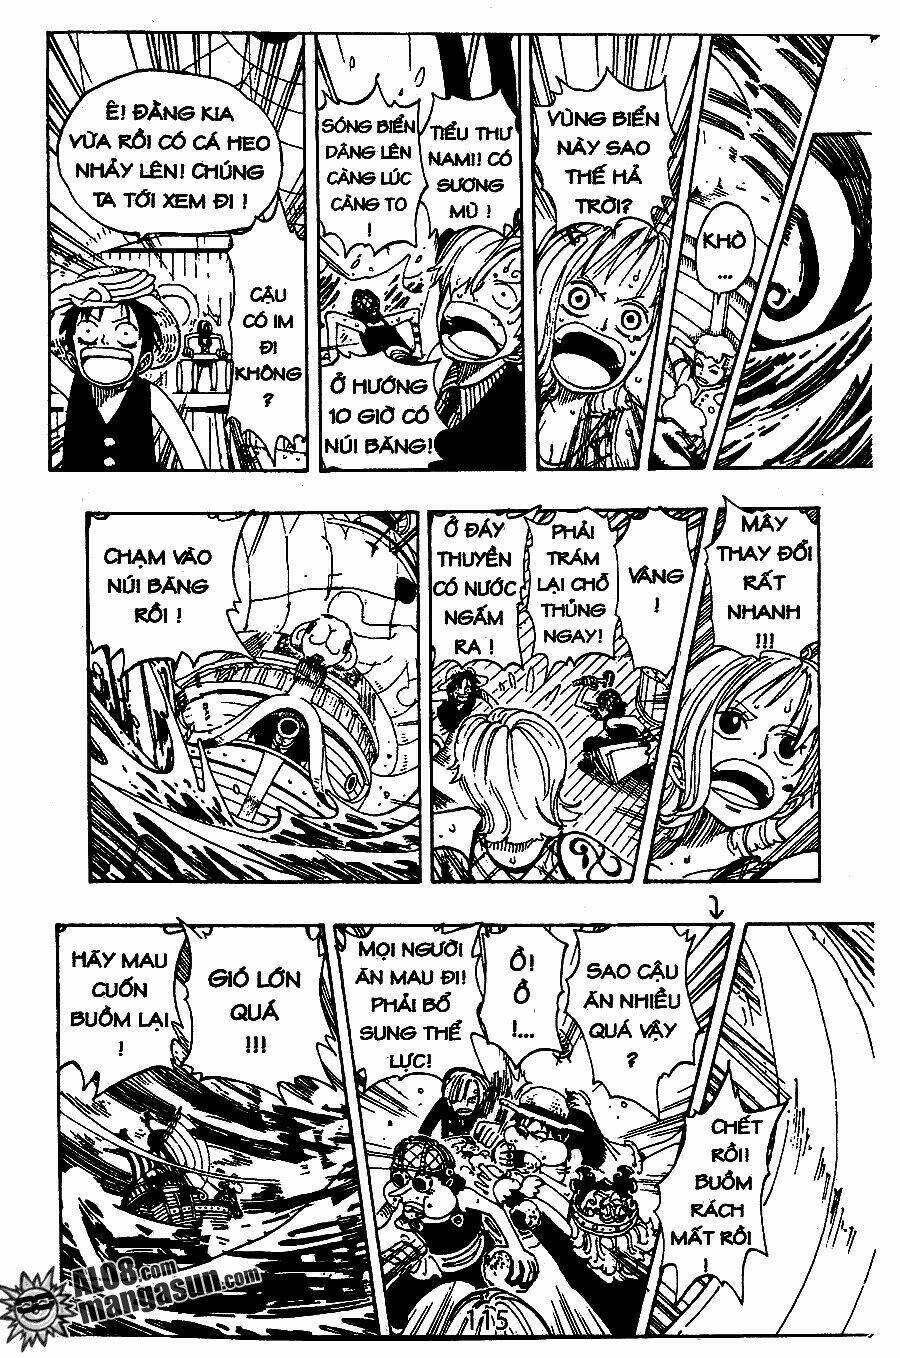 KHÒ
...
VÙNG BIỂN
NÀY SAO
THẾ HẢ
TRỜI?
TIỂU THƯ
NAMI!! CÓ
SƯƠNG
MÙ !
SÓNG BIỂN
DÂNG LÊN
CÀNG LÚC
CÀNG TO
!
Ở HƯỚNG
10 GIỜ CÓ
NÚI BĂNG!
Ê! ĐẰNG KIA
VỪA RỒI CÓ CÁ HEO
NHẢY LÊN! CHÚNG
TA TỚI XEM ĐI !
CẬU
CÓ IM
ĐI
KHÔNG
?
MÂY
THAY ĐỔI
RẤT
NHANH
!!!
VÂNG
!
PHẢI
TRÁM
LẠI CHỖ
THỦNG
NGAY!
Ở ĐÁY
THUYỀN
CÓ NƯỚC
NGẤM
RA !
CHẠM VÀO
NÚI BĂNG
RỒI !
CHẾT
RỒI!
BUỒM
RÁCH
MẤT RỒI
!
SAO CẬU
ĂN NHIỀU
QUÁ VẬY
?
Ồ!
Ồ
!...
MỌI NGƯỜI
ĂN MAU ĐI!
PHẢI BỔ
SUNG THỂ
LỰC!
GIÓ LỚN
QUÁ
!!!
HÃY MAU
CUỐN
BUỒM LẠI
!
ALO8.com
mangasun.com
115